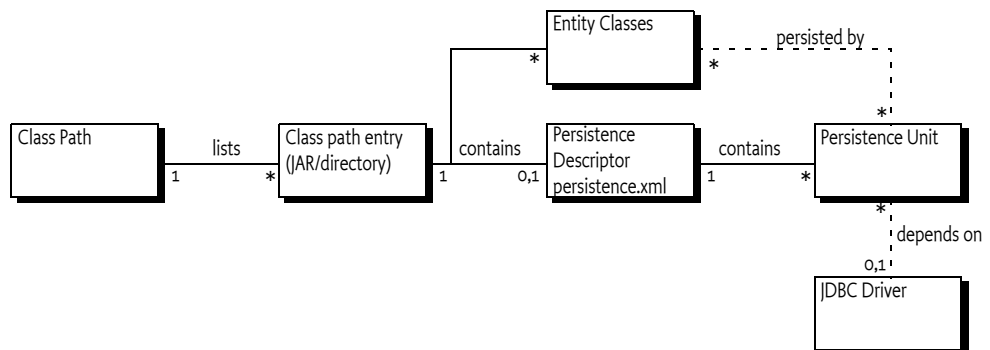 Entity Classes
persisted by
*
*
*
Class Path
lists
1
*
Class path entry
(JAR/directory)
contains
1
0,1
Persistence
Descriptor
persistence.xml
contains
1
*
Persistence Unit
*
depends on
0,1
JDBC Driver